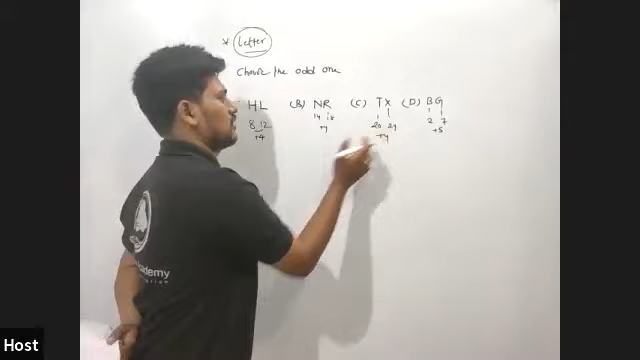 * Letter
Choose the odd one
HL (B) NR (C) TX (D) BG
8 12 14 18 20 24 2 7
+4 +4 +4 +5
ademy
Host